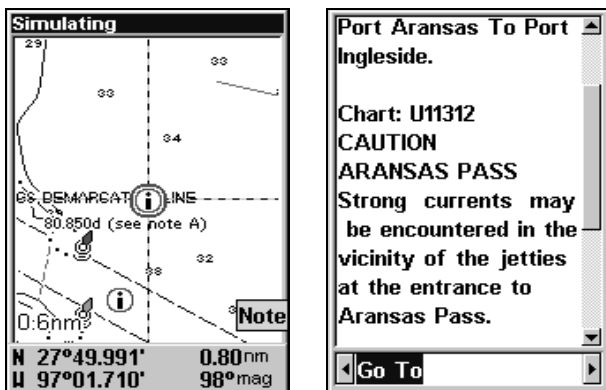 Simulating
29
33
33
34
GS DEMARCATION LINE
80.850d (see note A)
38
32
0.6nm
Note
N 27°49.991' 0.80nm
W 97°01.710' 98°mag
Port Aransas To Port
Ingleside.
Chart: U11312
CAUTION
ARANSAS PASS
Strong currents may
be encountered in the
vicinity of the jetties
at the entrance to
Aransas Pass.
Go To